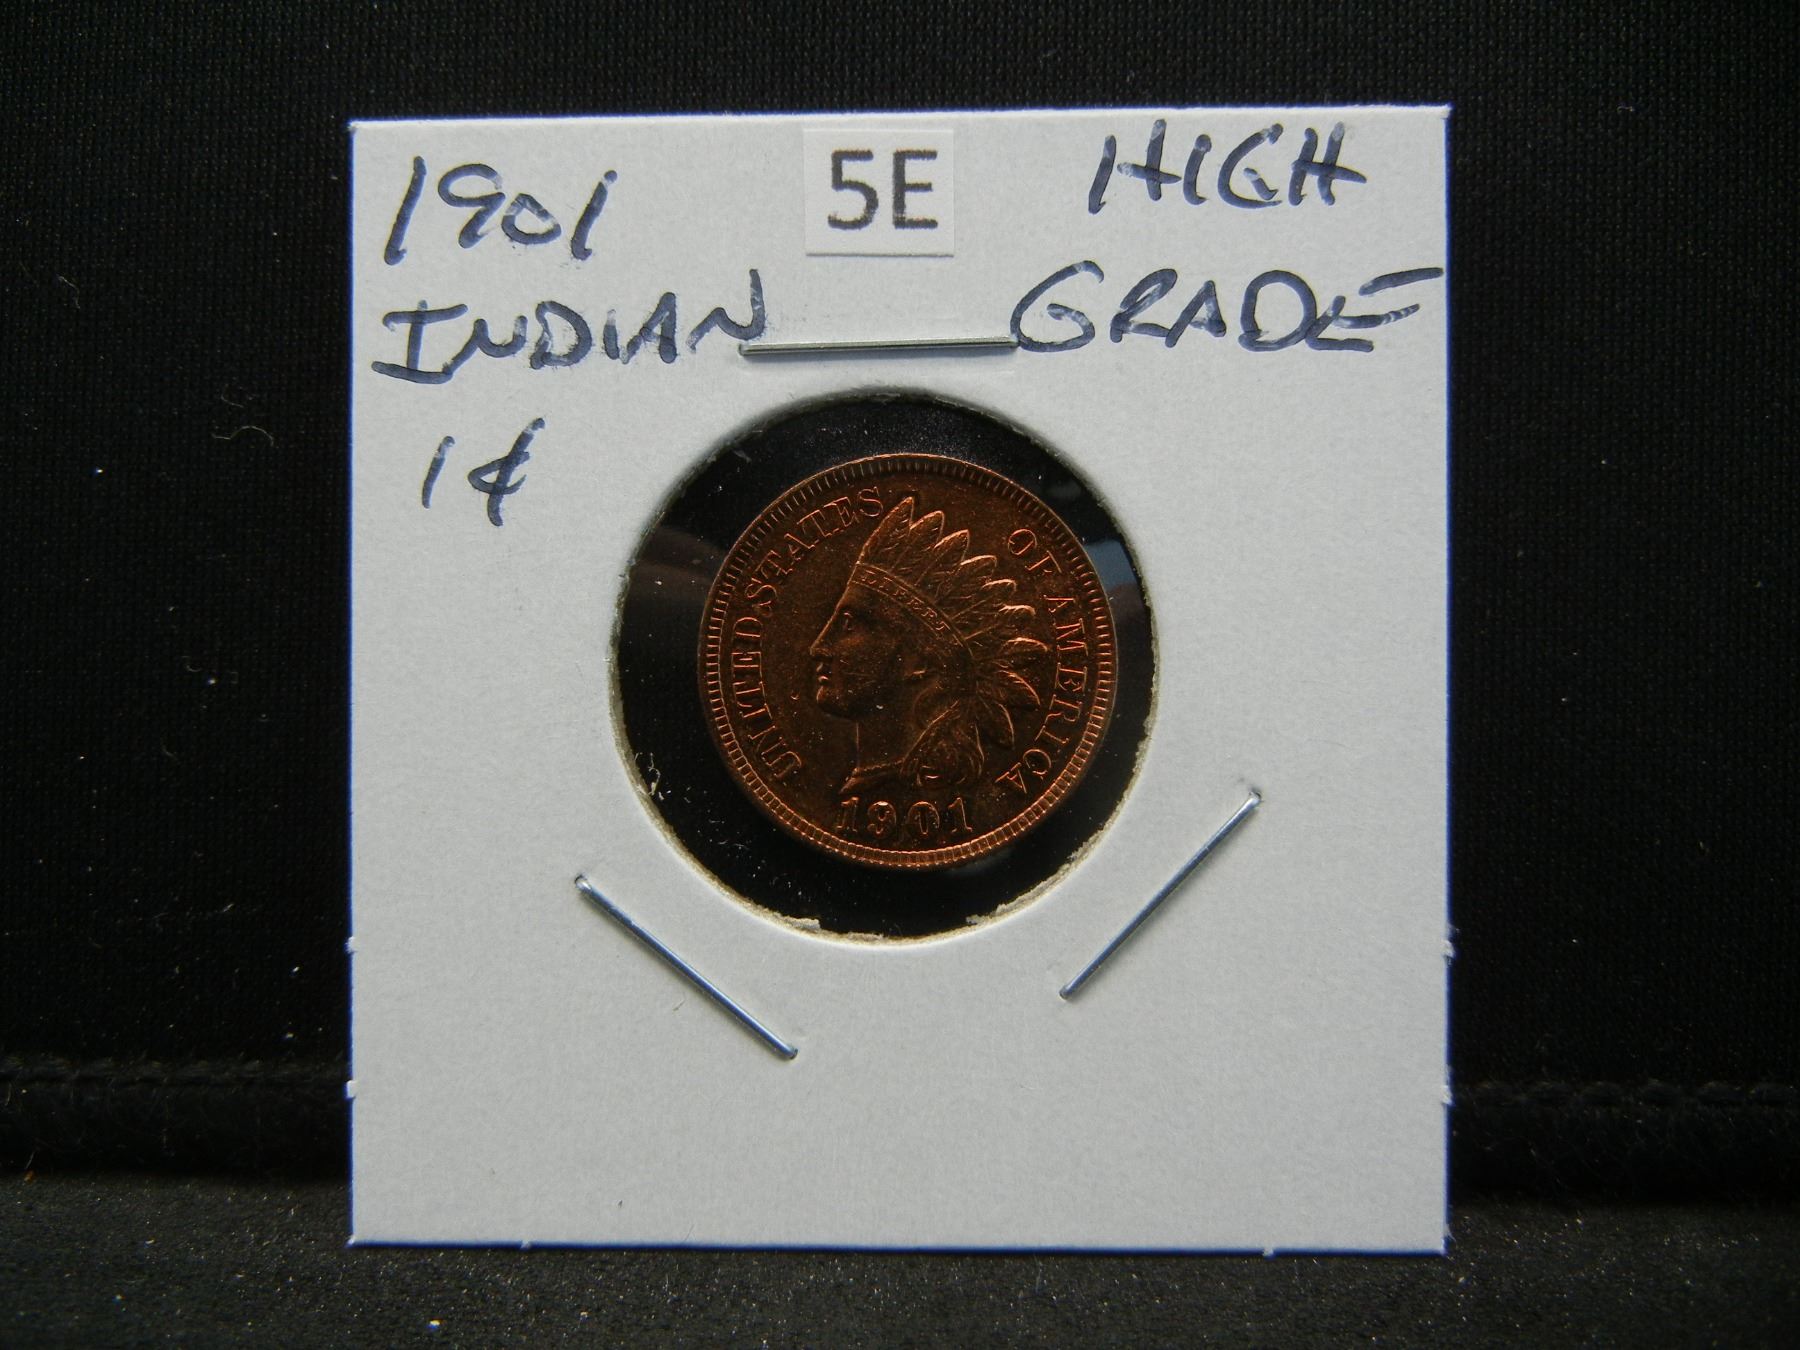 1901
INDIAN
1¢
5E
HIGH
GRADE
UNITED STATES OF AMERICA
LIBERTY
1901